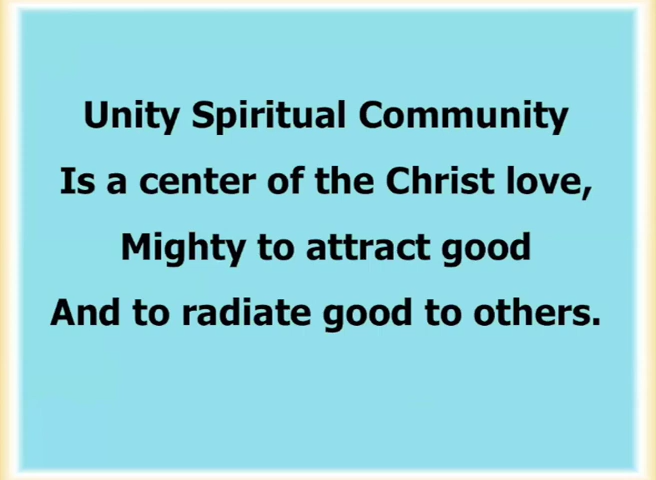 Unity Spiritual Community
Is a center of the Christ love,
Mighty to attract good
And to radiate good to others.